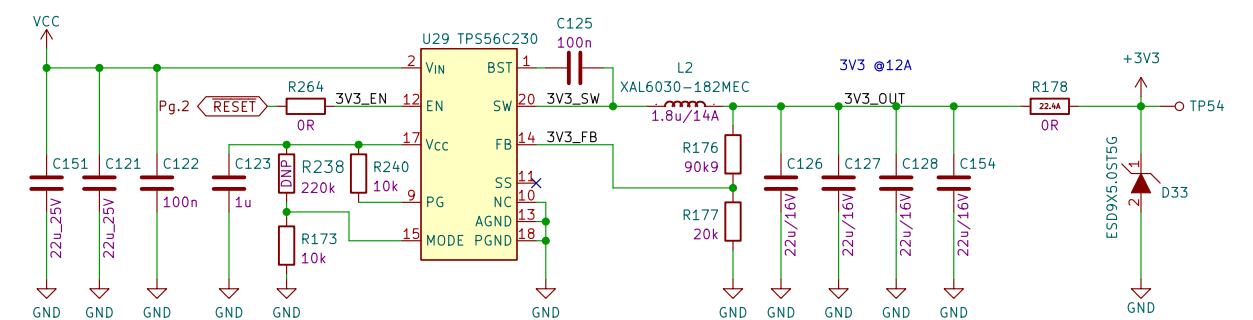 VCC
C151
22u_25V
GND
C121
22u_25V
GND
C122
100n
GND
Pg.2
RESET
R264
0R
3V3_EN
C123
1u
GND
DNP
R238
220k
R240
10k
R173
10k
GND
U29 TPS56C230
2 VIN
12 EN
17 VCC
9 PG
15 MODE
BST 1
SW 20
FB 14
SS 11
NC 10
AGND 13
PGND 18
GND
C125
100n
3V3_SW
3V3_FB
L2
XAL6030-182MEC
1.8u/14A
R176
90k9
R177
20k
GND
3V3 @12A
3V3_OUT
C126
22u/16V
GND
C127
22u/16V
GND
C128
22u/16V
GND
C154
22u/16V
GND
R178
22.4A
0R
+3V3
TP54
ESD9X5.0ST5G
1
2
D33
GND